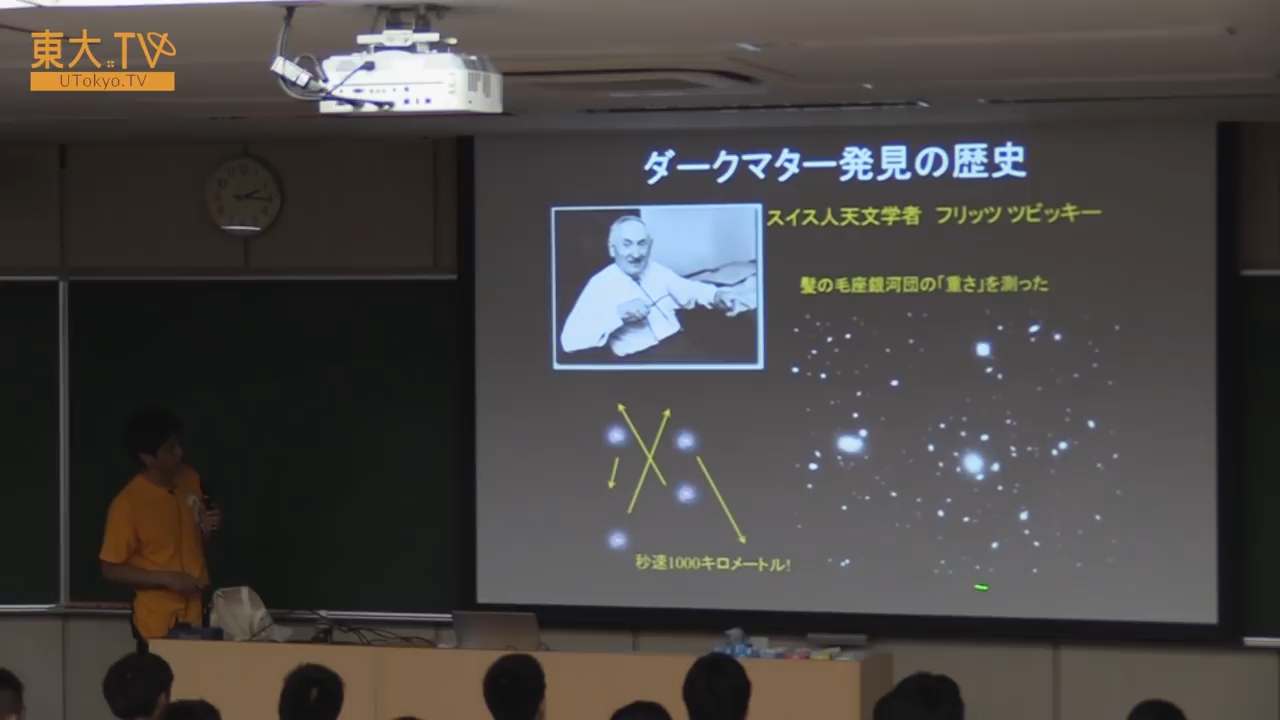 東大.TV
UTokyo.TV
ダークマター発見の歴史
スイス人天文学者 フリッツ ツビッキー
髪の毛座銀河団の「重さ」を測った
秒速1000キロメートル!